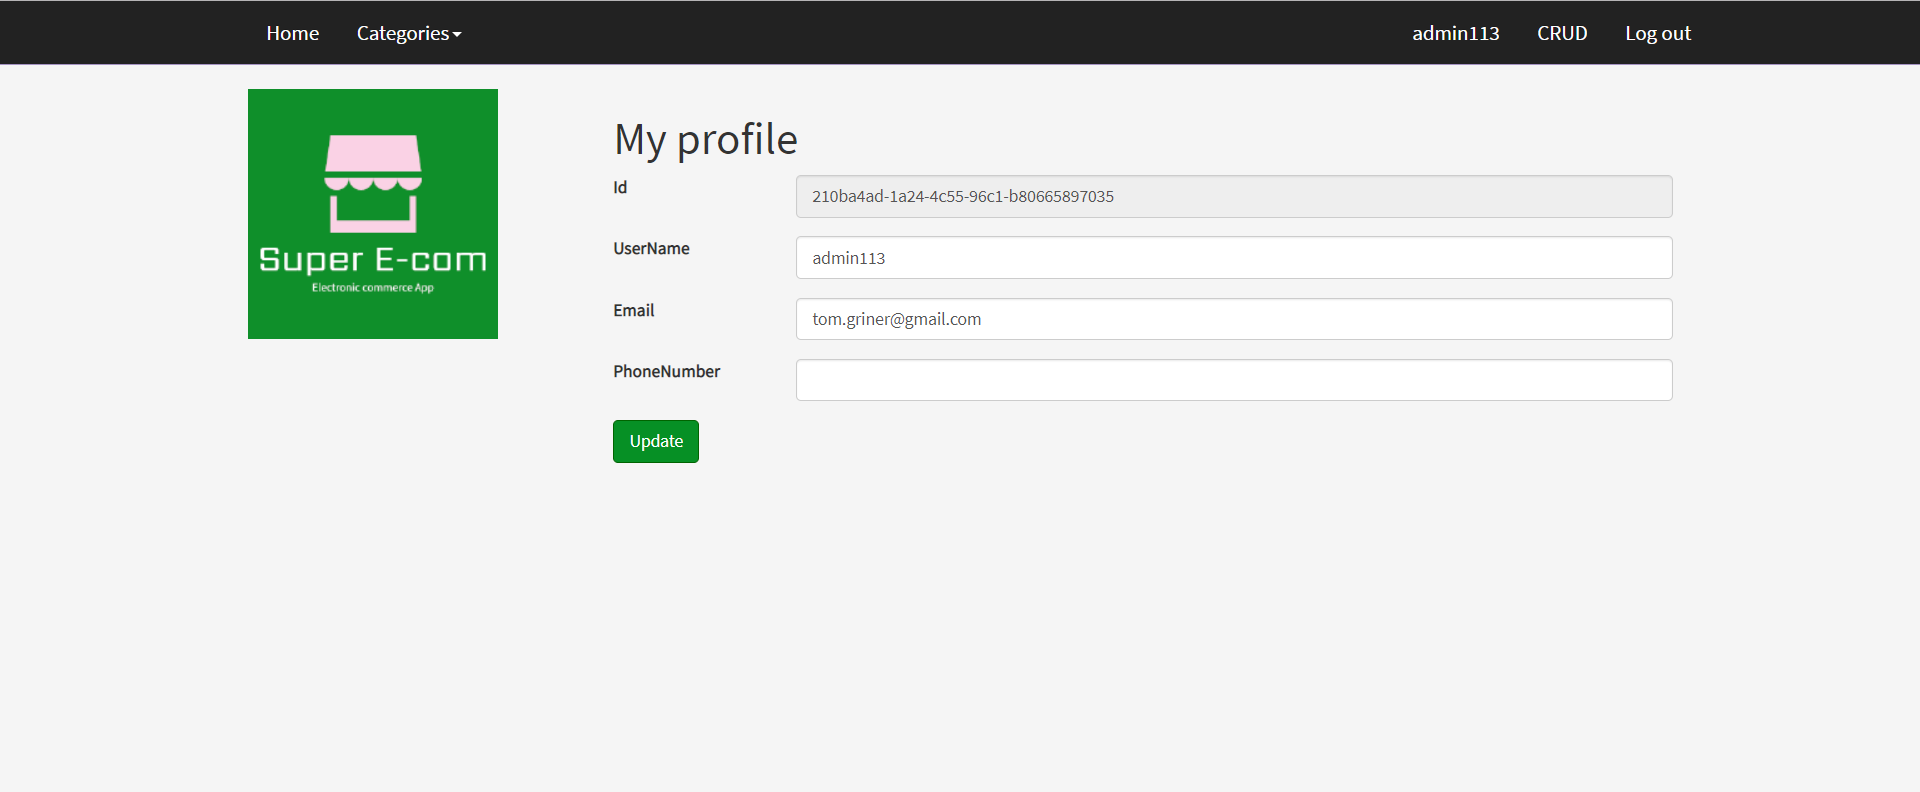 Home Categories admin113 CRUD Log out
Super E-com
Electronic commerce App
My profile
Id 210ba4ad-1a24-4c55-96c1-b80665897035
UserName admin113
Email tom.griner@gmail.com
PhoneNumber
Update